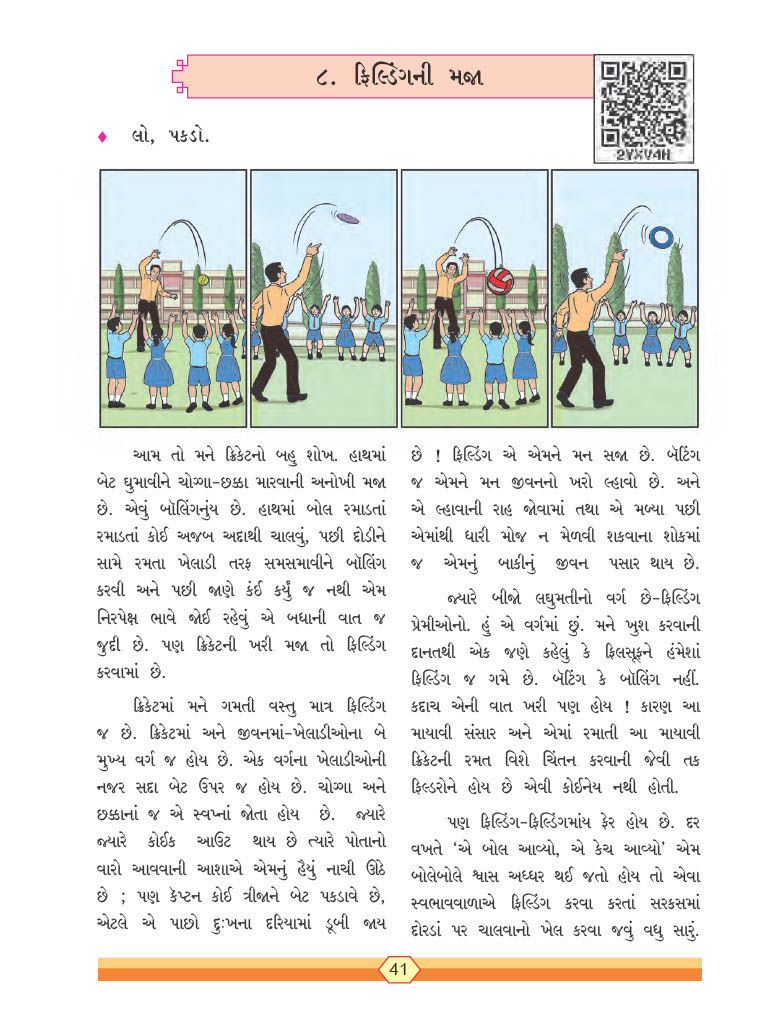 ૮. ફિલ્ડિંગની મજા
2YXV4H
લો, પકડો.
આમ તો મને ક્રિકેટનો બહુ શોખ. હાથમાં
બેટ ઘુમાવીને ચોગ્ગા-છક્કા મારવાની અનોખી મજા
છે. એવું બૉલિંગનુંય છે. હાથમાં બોલ રમાડતાં
રમાડતાં કોઈ અજબ અદાથી ચાલવું, પછી દોડીને
સામે રમતા ખેલાડી તરફ સમસમાવીને બૉલિંગ
કરવી અને પછી જાણે કંઈ કર્યું જ નથી એમ
નિરપેક્ષ ભાવે જોઈ રહેવું એ બધાની વાત જ
જુદી છે. પણ ક્રિકેટની ખરી મજા તો ફિલ્ડિંગ
કરવામાં છે.
ક્રિકેટમાં મને ગમતી વસ્તુ માત્ર ફિલ્ડિંગ
જ છે. ક્રિકેટમાં અને જીવનમાં-ખેલાડીઓના બે
મુખ્ય વર્ગ જ હોય છે. એક વર્ગના ખેલાડીઓની
નજર સદા બેટ ઉપર જ હોય છે. ચોગ્ગા અને
છક્કાનાં જ એ સ્વપ્નાં જોતા હોય છે. જ્યારે
જ્યારે કોઈક આઉટ થાય છે ત્યારે પોતાનો
વારો આવવાની આશાએ એમનું હૈયું નાચી ઊઠે
છે ; પણ કૅપ્ટન કોઈ ત્રીજાને બેટ પકડાવે છે,
એટલે એ પાછો દુઃખના દરિયામાં ડૂબી જાય
છે ! ફિલ્ડિંગ એ એમને મન સજા છે. બૅટિંગ
જ એમને મન જીવનનો ખરો લ્હાવો છે. અને
એ લ્હાવાની રાહ જોવામાં તથા એ મળ્યા પછી
એમાંથી ધારી મોજ ન મેળવી શકવાના શોકમાં
જ એમનું બાકીનું જીવન પસાર થાય છે.
જ્યારે બીજો લઘુમતીનો વર્ગ છે-ફિલ્ડિંગ
પ્રેમીઓનો. હું એ વર્ગમાં છું. મને ખુશ કરવાની
દાનતથી એક જણે કહેલું કે ફિલસૂફને હંમેશાં
ફિલ્ડિંગ જ ગમે છે. બૅટિંગ કે બૉલિંગ નહીં.
કદાચ એની વાત ખરી પણ હોય ! કારણ આ
માયાવી સંસાર અને એમાં રમાતી આ માયાવી
ક્રિકેટની રમત વિશે ચિંતન કરવાની જેવી તક
ફિલ્ડરોને હોય છે એવી કોઈનેય નથી હોતી.
પણ ફિલ્ડિંગ-ફિલ્ડિંગમાંય ફેર હોય છે. દર
વખતે ‘એ બોલ આવ્યો, એ કેચ આવ્યો’ એમ
બોલેબોલે શ્વાસ અધ્ધર થઈ જતો હોય તો એવા
સ્વભાવવાળાએ ફિલ્ડિંગ કરવા કરતાં સરકસમાં
દોરડાં પર ચાલવાનો ખેલ કરવા જવું વધુ સારું.
41